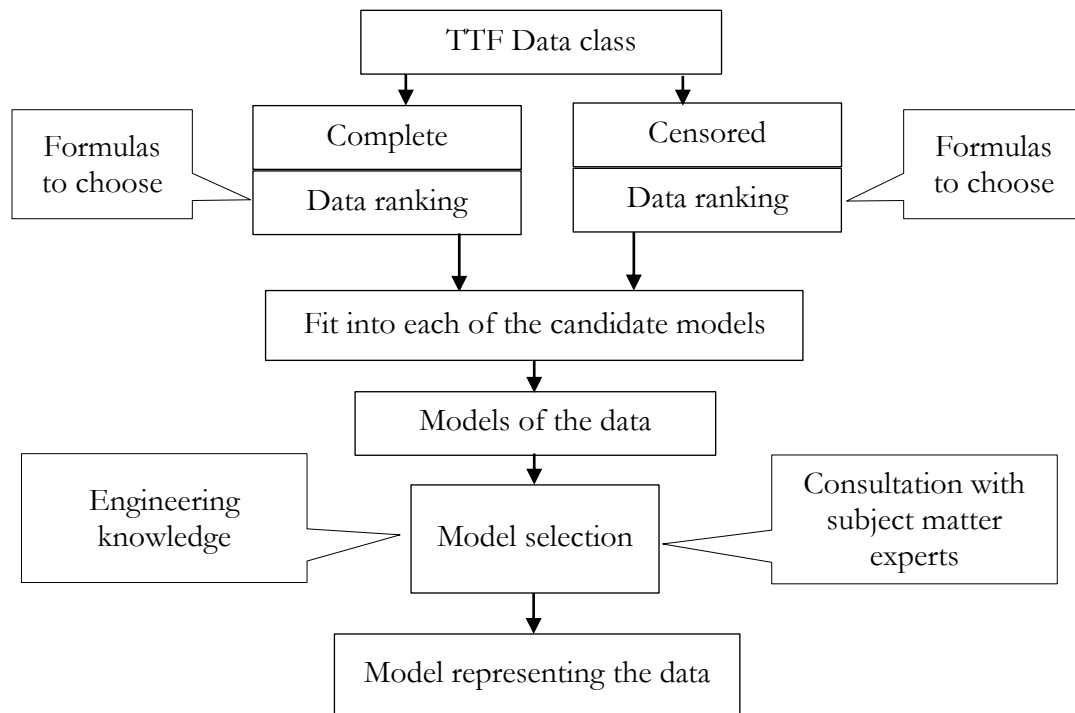 TTF Data class
Formulas
to choose
Complete
Data ranking
Censored
Data ranking
Formulas
to choose
Fit into each of the candidate models
Models of the data
Engineering
knowledge
Model selection
Consultation with
subject matter
experts
Model representing the data